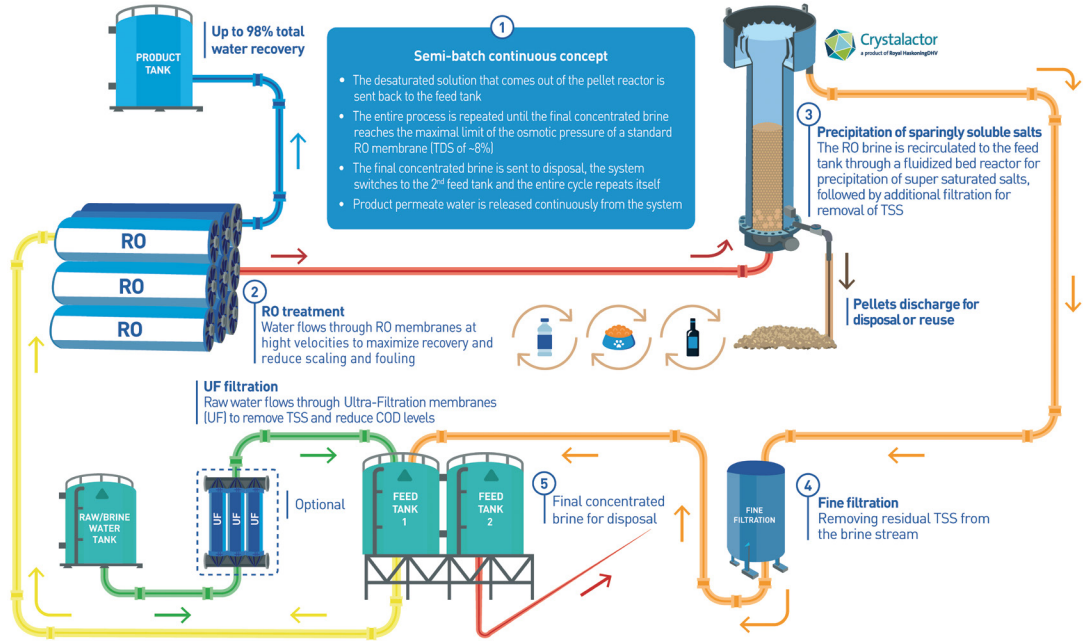 Up to 98% total
water recovery
PRODUCT
TANK
1
Semi-batch continuous concept
• The desaturated solution that comes out of the pellet reactor is
sent back to the feed tank
• The entire process is repeated until the final concentrated brine
reaches the maximal limit of the osmotic pressure of a standard
RO membrane (TDS of ~8%)
• The final concentrated brine is sent to disposal, the system
switches to the 2nd feed tank and the entire cycle repeats itself
• Product permeate water is released continuously from the system
Crystalactor
a product of Royal HaskoningDHV
3
Precipitation of sparingly soluble salts
The RO brine is recirculated to the feed
tank through a fluidized bed reactor for
precipitation of super saturated salts,
followed by additional filtration for
removal of TSS
RO
RO
RO
2
RO treatment
Water flows through RO membranes at
hight velocities to maximize recovery and
reduce scaling and fouling
Pellets discharge for
disposal or reuse
UF filtration
Raw water flows through Ultra-Filtration membranes
(UF) to remove TSS and reduce COD levels
RAW/BRINE
WATER
TANK
UF
UF
UF
Optional
FEED
TANK
1
FEED
TANK
2
5
Final concentrated
brine for disposal
FINE
FILTRATION
4
Fine filtration
Removing residual TSS from
the brine stream